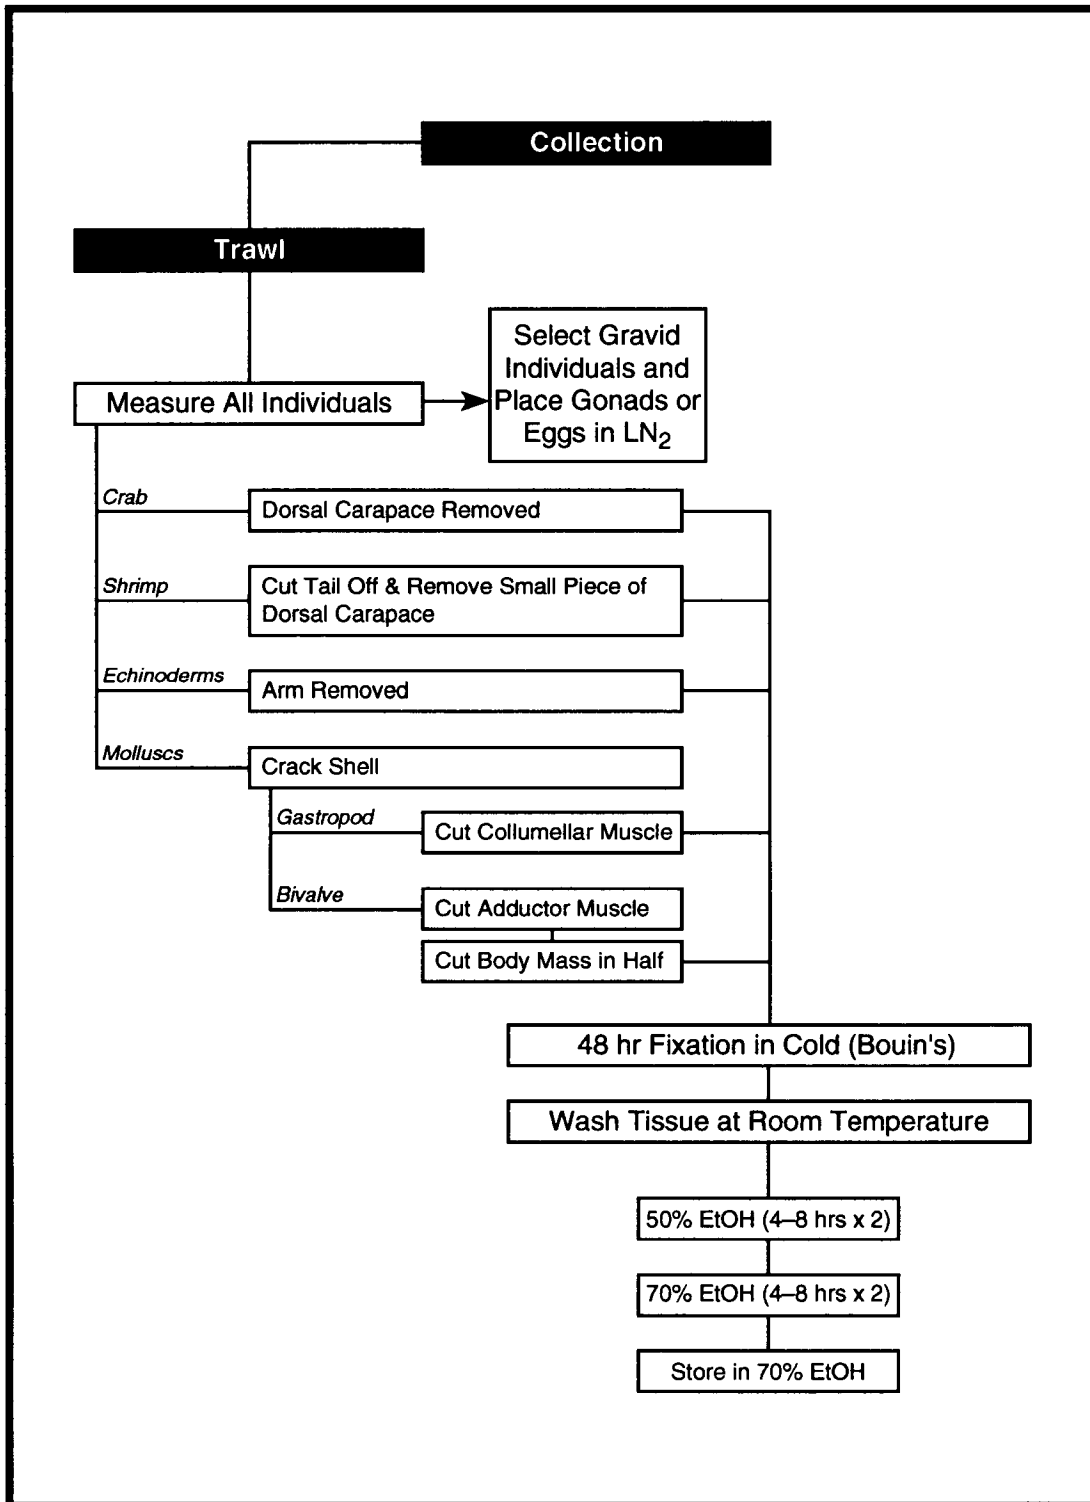 Collection
Trawl
Select Gravid
Individuals and
Place Gonads or
Eggs in LN2
Measure All Individuals
Crab
Dorsal Carapace Removed
Shrimp
Cut Tail Off & Remove Small Piece of
Dorsal Carapace
Echinoderms
Arm Removed
Molluscs
Crack Shell
Gastropod
Cut Collumellar Muscle
Bivalve
Cut Adductor Muscle
Cut Body Mass in Half
48 hr Fixation in Cold (Bouin's)
Wash Tissue at Room Temperature
50% EtOH (4–8 hrs x 2)
70% EtOH (4–8 hrs x 2)
Store in 70% EtOH